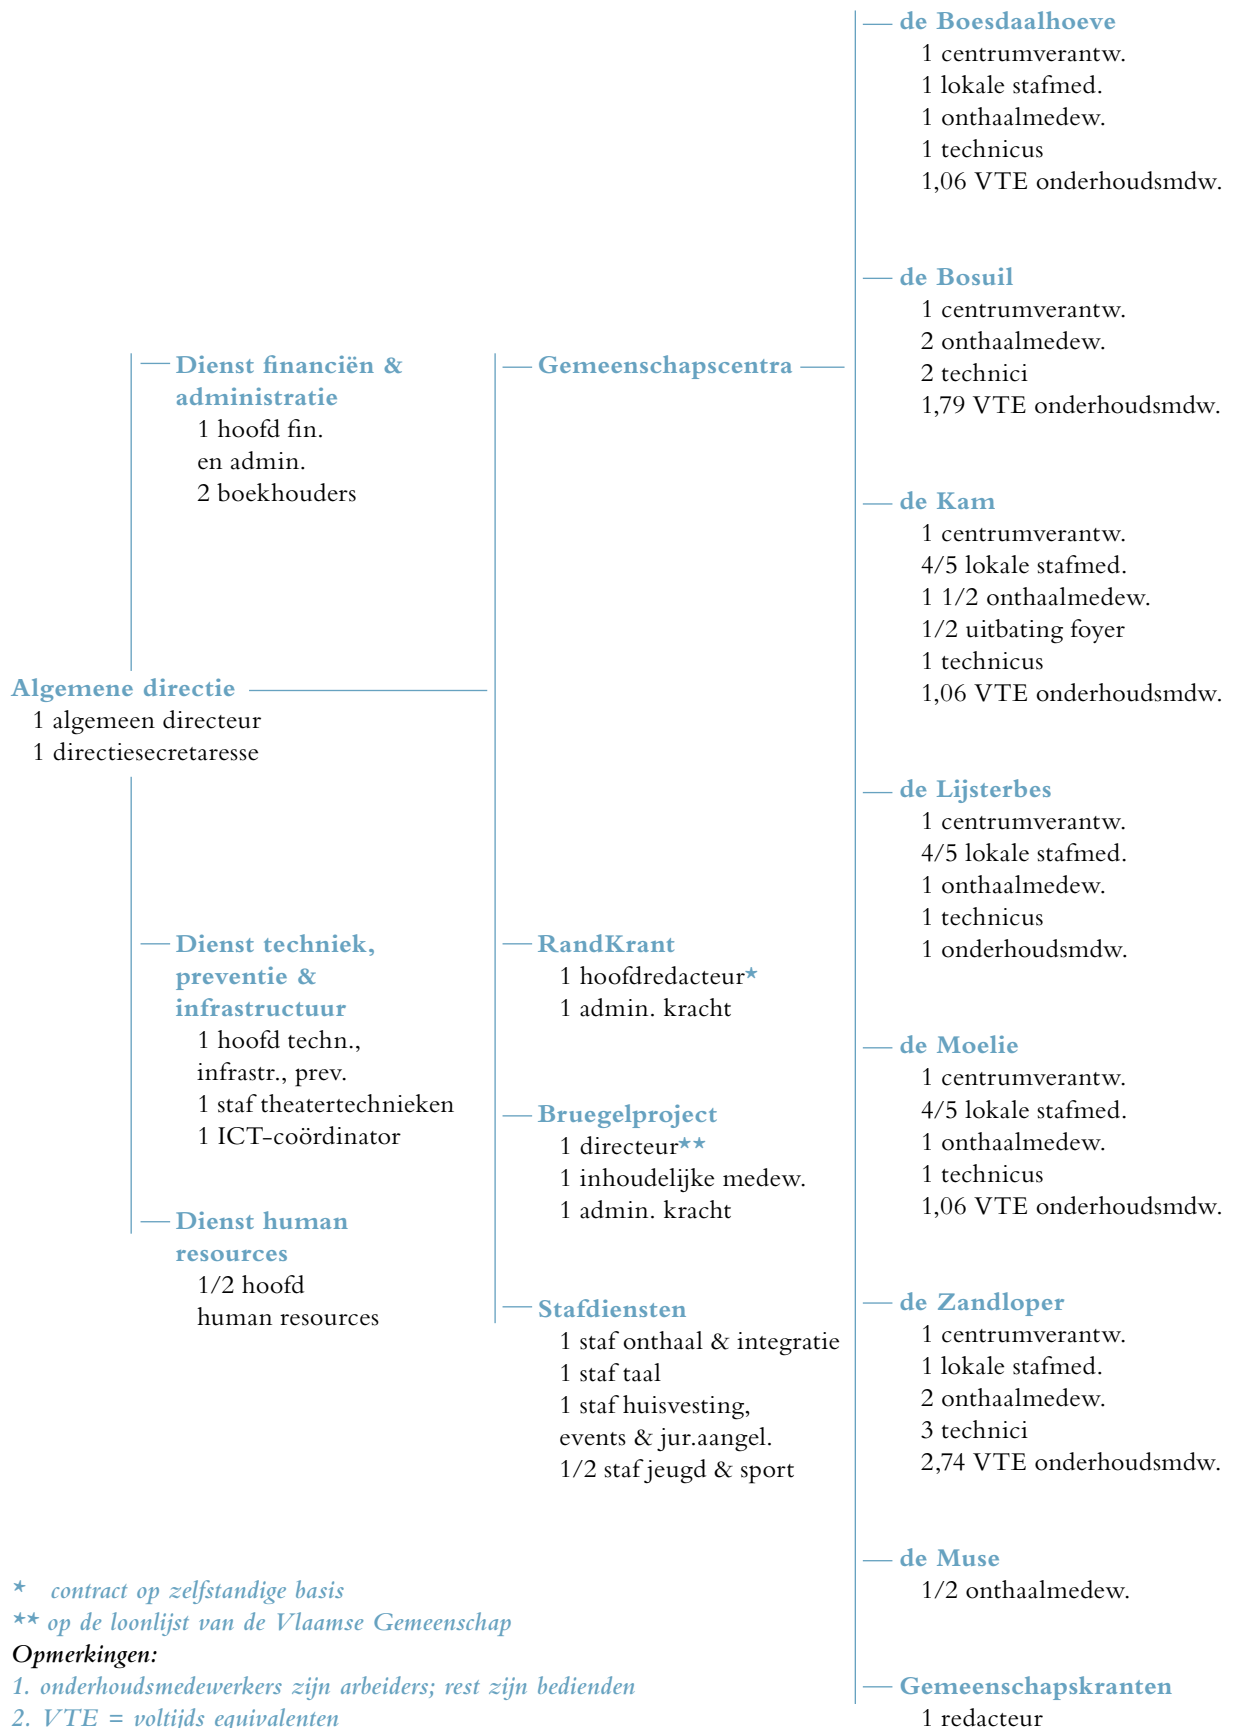 Algemene directie
1 algemeen directeur
1 directiesecretaresse
Dienst financiën &
administratie
1 hoofd fin.
en admin.
2 boekhouders
Dienst techniek,
preventie &
infrastructuur
1 hoofd techn.,
infrastr., prev.
1 staf theatertechnieken
1 ICT-coördinator
Dienst human
resources
1/2 hoofd
human resources
Gemeenschapscentra
RandKrant
1 hoofdredacteur*
1 admin. kracht
Bruegelproject
1 directeur**
1 inhoudelijke medew.
1 admin. kracht
Stafdiensten
1 staf onthaal & integratie
1 staf taal
1 staf huisvesting,
events & jur.aangel.
1/2 staf jeugd & sport
de Boesdaalhoeve
1 centrumverantw.
1 lokale stafmed.
1 onthaalmedew.
1 technicus
1,06 VTE onderhoudsmdw.
de Bosuil
1 centrumverantw.
2 onthaalmedew.
2 technici
1,79 VTE onderhoudsmdw.
de Kam
1 centrumverantw.
4/5 lokale stafmed.
1 1/2 onthaalmedew.
1/2 uitbating foyer
1 technicus
1,06 VTE onderhoudsmdw.
de Lijsterbes
1 centrumverantw.
4/5 lokale stafmed.
1 onthaalmedew.
1 technicus
1 onderhoudsmdw.
de Moelie
1 centrumverantw.
4/5 lokale stafmed.
1 onthaalmedew.
1 technicus
1,06 VTE onderhoudsmdw.
de Zandloper
1 centrumverantw.
1 lokale stafmed.
2 onthaalmedew.
3 technici
2,74 VTE onderhoudsmdw.
de Muse
1/2 onthaalmedew.
Gemeenschapskranten
1 redacteur
* contract op zelfstandige basis
** op de loonlijst van de Vlaamse Gemeenschap
Opmerkingen:
1. onderhoudsmedewerkers zijn arbeiders; rest zijn bedienden
2. VTE = voltijds equivalenten